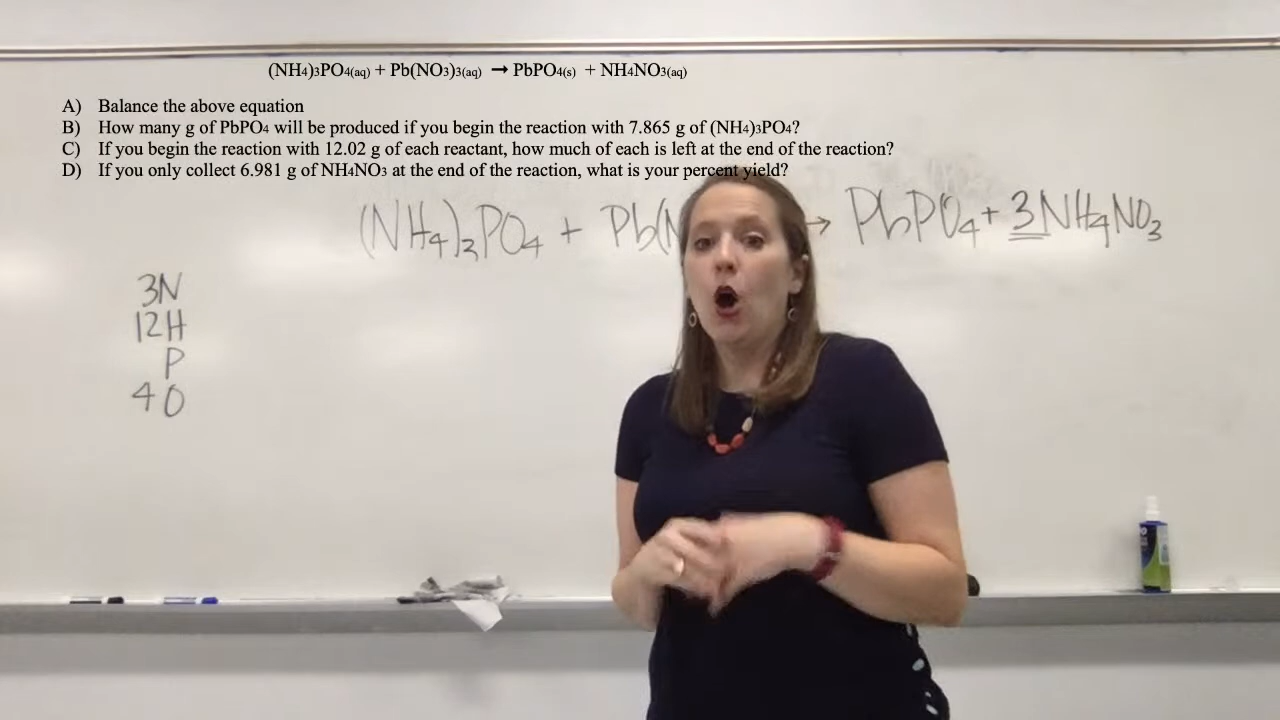 (NH4)3PO4(aq) + Pb(NO3)3(aq) → PbPO4(s) + NH4NO3(aq)
A) Balance the above equation
B) How many g of PbPO4 will be produced if you begin the reaction with 7.865 g of (NH4)3PO4?
C) If you begin the reaction with 12.02 g of each reactant, how much of each is left at the end of the reaction?
D) If you only collect 6.981 g of NH4NO3 at the end of the reaction, what is your percent yield?
(NH4)3PO4 + Pb(N → PbPO4 + 3NH4NO3
3N
12H
P
4O